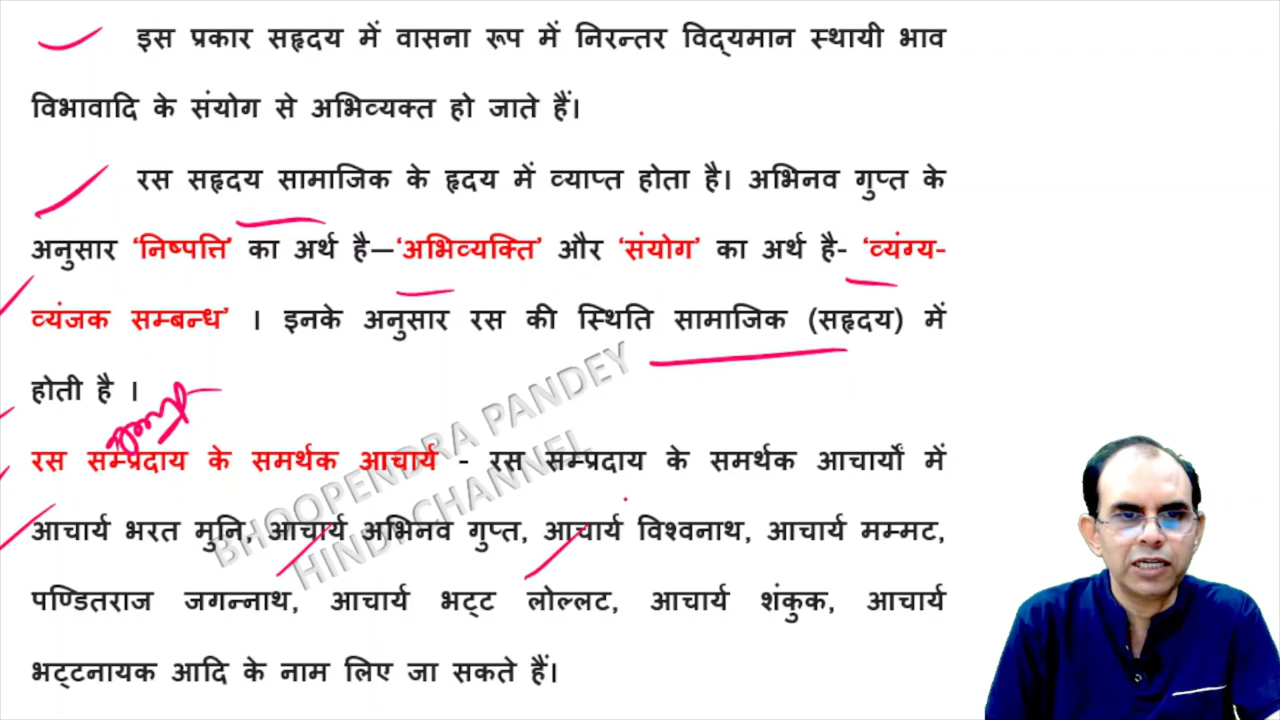 इस प्रकार सहृदय में वासना रूप में निरन्तर विद्यमान स्थायी भाव
विभावादि के संयोग से अभिव्यक्त हो जाते हैं।
रस सहृदय सामाजिक के हृदय में व्याप्त होता है। अभिनव गुप्त के
अनुसार ‘निष्पत्ति’ का अर्थ है—‘अभिव्यक्ति’ और ‘संयोग’ का अर्थ है- ‘व्यंग्य-
व्यंजक सम्बन्ध’ । इनके अनुसार रस की स्थिति सामाजिक (सहृदय) में
होती है ।
रस सम्प्रदाय के समर्थक आचार्य - रस सम्प्रदाय के समर्थक आचार्यों में
आचार्य भरत मुनि, आचार्य अभिनव गुप्त, आचार्य विश्वनाथ, आचार्य मम्मट,
पण्डितराज जगन्नाथ, आचार्य भट्ट लोल्लट, आचार्य शंकुक, आचार्य
भट्टनायक आदि के नाम लिए जा सकते हैं।
BHOOPENDRA PANDEY
HINDI CHANNEL